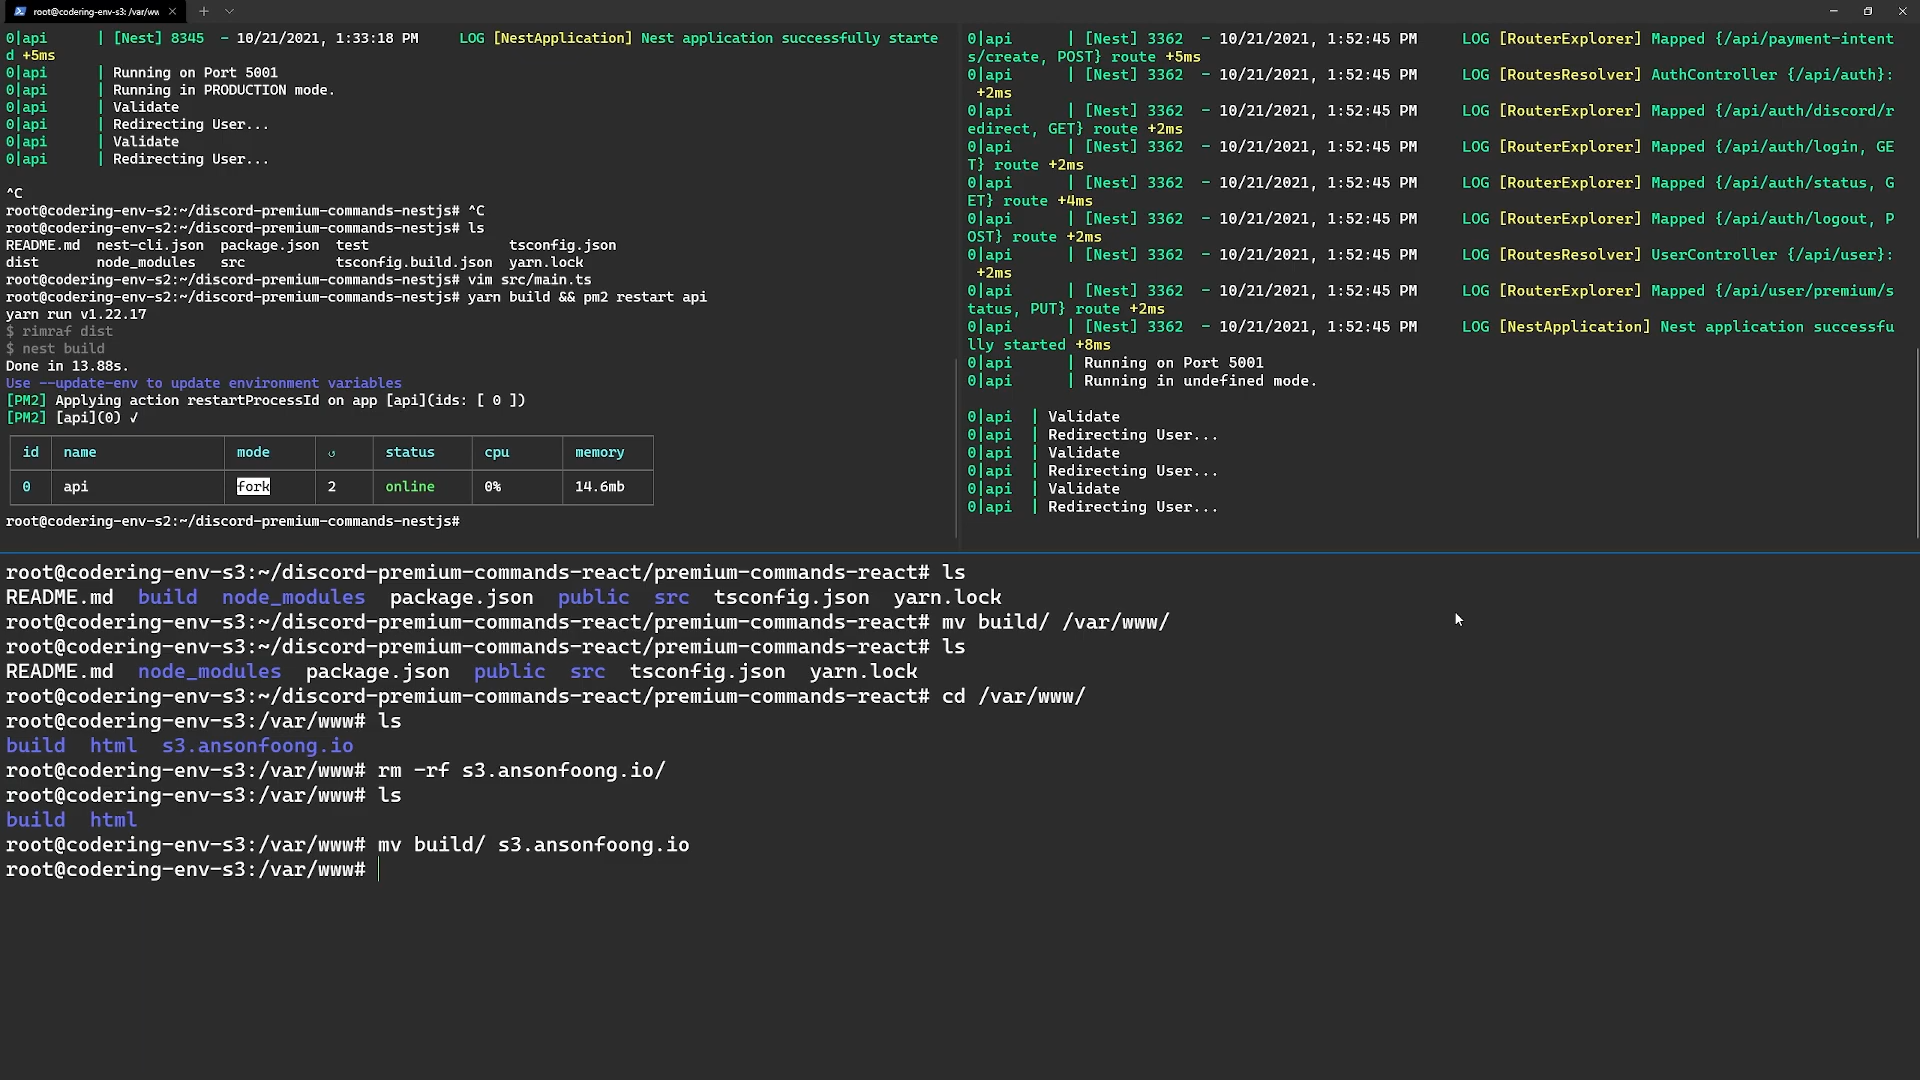 root@codering-env-s3: /var/ww
0|api      | [Nest] 8345  - 10/21/2021, 1:33:18 PM     LOG [NestApplication] Nest application successfully starte
d +5ms
0|api      | Running on Port 5001
0|api      | Running in PRODUCTION mode.
0|api      | Validate
0|api      | Redirecting User...
0|api      | Validate
0|api      | Redirecting User...
^C
root@codering-env-s2:~/discord-premium-commands-nestjs# ^C
root@codering-env-s2:~/discord-premium-commands-nestjs# ls
README.md  nest-cli.json  package.json  test                 tsconfig.json
dist       node_modules   src           tsconfig.build.json  yarn.lock
root@codering-env-s2:~/discord-premium-commands-nestjs# vim src/main.ts
root@codering-env-s2:~/discord-premium-commands-nestjs# yarn build && pm2 restart api
yarn run v1.22.17
$ rimraf dist
$ nest build
Done in 13.88s.
Use --update-env to update environment variables
[PM2] Applying action restartProcessId on app [api](ids: [ 0 ])
[PM2] [api](0) ✓
id name mode ↺ status cpu memory
0 api fork 2 online 0% 14.6mb
root@codering-env-s2:~/discord-premium-commands-nestjs#
0|api      | [Nest] 3362  - 10/21/2021, 1:52:45 PM     LOG [RouterExplorer] Mapped {/api/payment-intent
s/create, POST} route +5ms
0|api      | [Nest] 3362  - 10/21/2021, 1:52:45 PM     LOG [RoutesResolver] AuthController {/api/auth}:
+2ms
0|api      | [Nest] 3362  - 10/21/2021, 1:52:45 PM     LOG [RouterExplorer] Mapped {/api/auth/discord/r
edirect, GET} route +2ms
0|api      | [Nest] 3362  - 10/21/2021, 1:52:45 PM     LOG [RouterExplorer] Mapped {/api/auth/login, GE
T} route +2ms
0|api      | [Nest] 3362  - 10/21/2021, 1:52:45 PM     LOG [RouterExplorer] Mapped {/api/auth/status, G
ET} route +4ms
0|api      | [Nest] 3362  - 10/21/2021, 1:52:45 PM     LOG [RouterExplorer] Mapped {/api/auth/logout, P
OST} route +2ms
0|api      | [Nest] 3362  - 10/21/2021, 1:52:45 PM     LOG [RoutesResolver] UserController {/api/user}:
+2ms
0|api      | [Nest] 3362  - 10/21/2021, 1:52:45 PM     LOG [RouterExplorer] Mapped {/api/user/premium/s
tatus, PUT} route +2ms
0|api      | [Nest] 3362  - 10/21/2021, 1:52:45 PM     LOG [NestApplication] Nest application successfu
lly started +8ms
0|api      | Running on Port 5001
0|api      | Running in undefined mode.
0|api  | Validate
0|api  | Redirecting User...
0|api  | Validate
0|api  | Redirecting User...
0|api  | Validate
0|api  | Redirecting User...
root@codering-env-s3:~/discord-premium-commands-react/premium-commands-react# ls
README.md  build  node_modules  package.json  public  src  tsconfig.json  yarn.lock
root@codering-env-s3:~/discord-premium-commands-react/premium-commands-react# mv build/ /var/www/
root@codering-env-s3:~/discord-premium-commands-react/premium-commands-react# ls
README.md  node_modules  package.json  public  src  tsconfig.json  yarn.lock
root@codering-env-s3:~/discord-premium-commands-react/premium-commands-react# cd /var/www/
root@codering-env-s3:/var/www# ls
build  html  s3.ansonfoong.io
root@codering-env-s3:/var/www# rm -rf s3.ansonfoong.io/
root@codering-env-s3:/var/www# ls
build  html
root@codering-env-s3:/var/www# mv build/ s3.ansonfoong.io
root@codering-env-s3:/var/www#